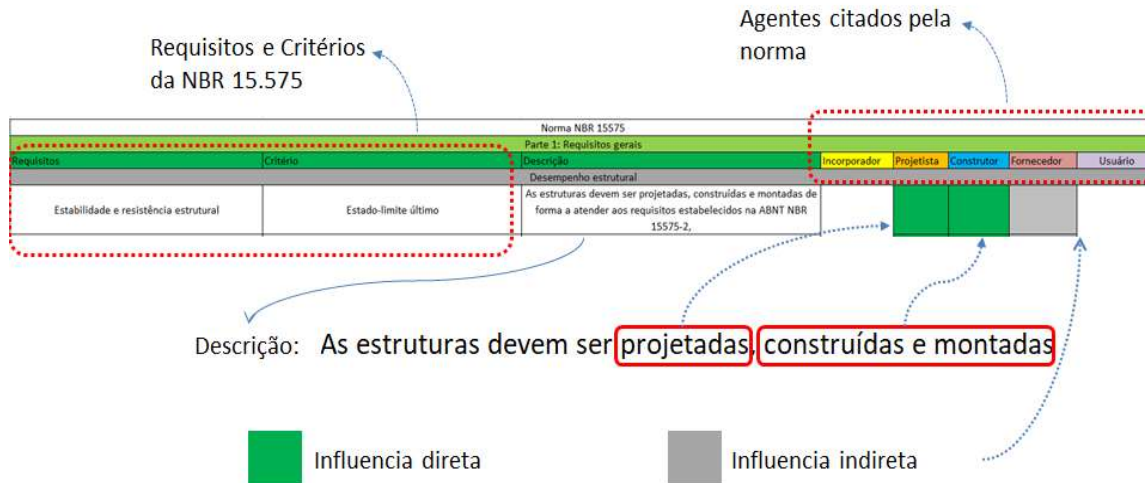 Requisitos e Critérios
da NBR 15.575
Agentes citados pela
norma
Norma NBR 15575
Parte 1: Requisitos gerais
Requisitos Critério Descrição Incorporador Projetista Construtor Fornecedor Usuário
Desempenho estrutural
Estabilidade e resistência estrutural
Estado-limite último
As estruturas devem ser projetadas, construídas e montadas de
forma a atender aos requisitos estabelecidos na ABNT NBR
15575-2,
Descrição: As estruturas devem ser projetadas, construídas e montadas
Influencia direta
Influencia indireta